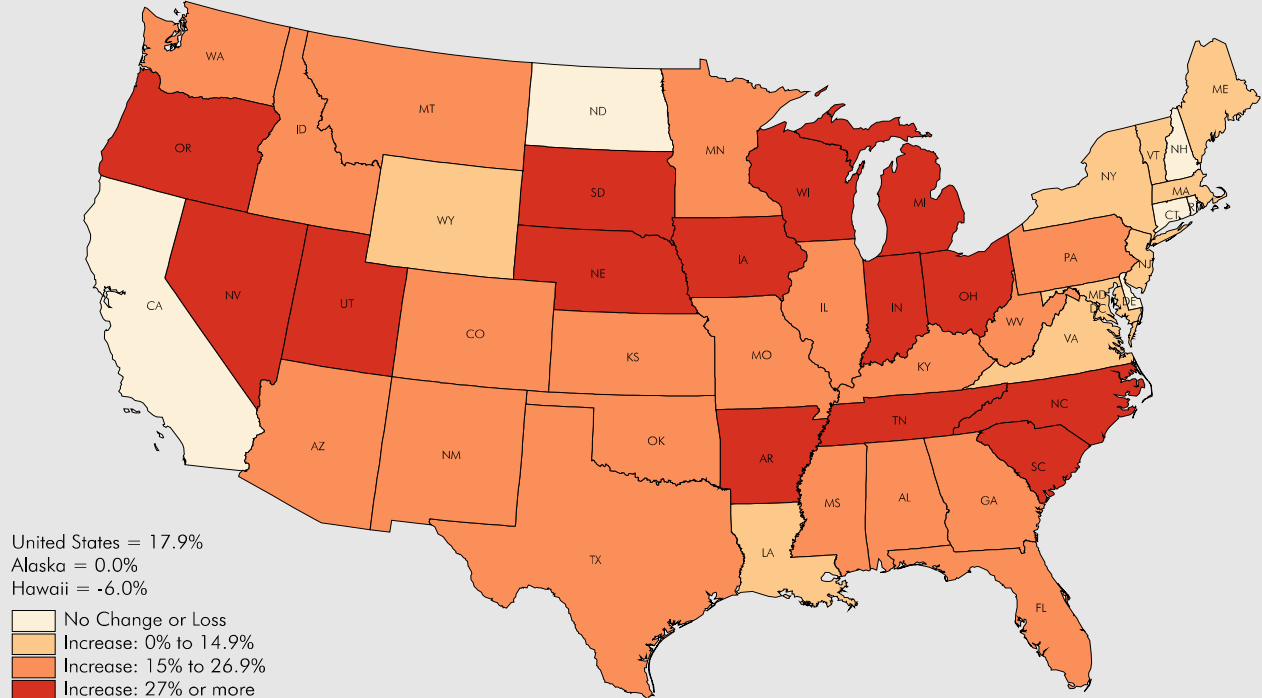 WA
MT
ND
MN
ME
ID
OR
SD
WI
MI
VT
NH
NY
MA
CT
RI
WY
NE
IA
PA
NJ
NV
UT
CO
IL
IN
OH
MD
DE
DC
WV
VA
CA
KS
MO
KY
AZ
NM
OK
AR
TN
NC
SC
MS
AL
GA
TX
LA
FL
United States = 17.9%
Alaska = 0.0%
Hawaii = -6.0%
No Change or Loss
Increase: 0% to 14.9%
Increase: 15% to 26.9%
Increase: 27% or more